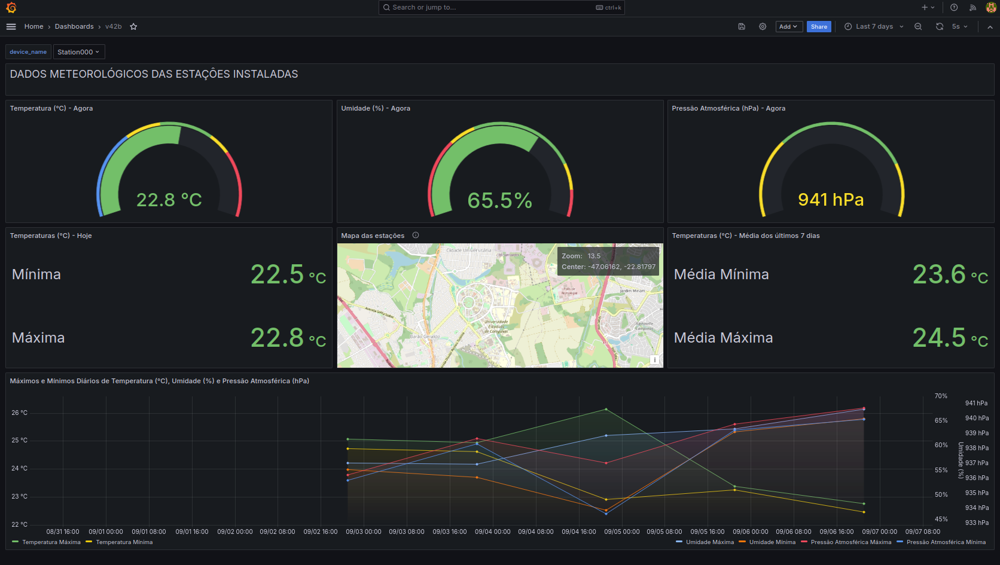 Search or jump to...
ctrl+k
Home › Dashboards › v42b
Add
Share
Last 7 days
5s
device_name
Station000
DADOS METEOROLÓGICOS DAS ESTAÇÕES INSTALADAS
Temperatura (°C) - Agora
22.8 °C
Umidade (%) - Agora
65.5%
Pressão Atmosférica (hPa) - Agora
941 hPa
Temperaturas (°C) - Hoje
Mínima
22.5 °C
Máxima
22.8 °C
Mapa das estações
Cidade Universitária
Zoom: 13.5
Center: -47.06162, -22.81797
Jardim Miriam
Avenida Santa Isabel
Universidade
Estadual
de Campinas
Alphaville
Campinas
Barão Geraldo
i
Temperaturas (°C) - Média dos últimos 7 dias
Média Mínima
23.6 °C
Média Máxima
24.5 °C
Máximos e Mínimos Diários de Temperatura (°C), Umidade (%) e Pressão Atmosférica (hPa)
26 °C
25 °C
24 °C
23 °C
22 °C
70%
65%
60%
55%
50%
45%
Umidade (%)
941 hPa
940 hPa
939 hPa
938 hPa
937 hPa
936 hPa
935 hPa
934 hPa
933 hPa
08/31 16:00 09/01 00:00 09/01 08:00 09/01 16:00 09/02 00:00 09/02 08:00 09/02 16:00 09/03 00:00 09/03 08:00 09/03 16:00 09/04 00:00 09/04 08:00 09/04 16:00 09/05 00:00 09/05 08:00 09/05 16:00 09/06 00:00 09/06 08:00 09/06 16:00 09/07 00:00 09/07 08:00
Temperatura Máxima Temperatura Mínima
Umidade Máxima Umidade Mínima Pressão Atmosférica Máxima Pressão Atmosférica Mínima